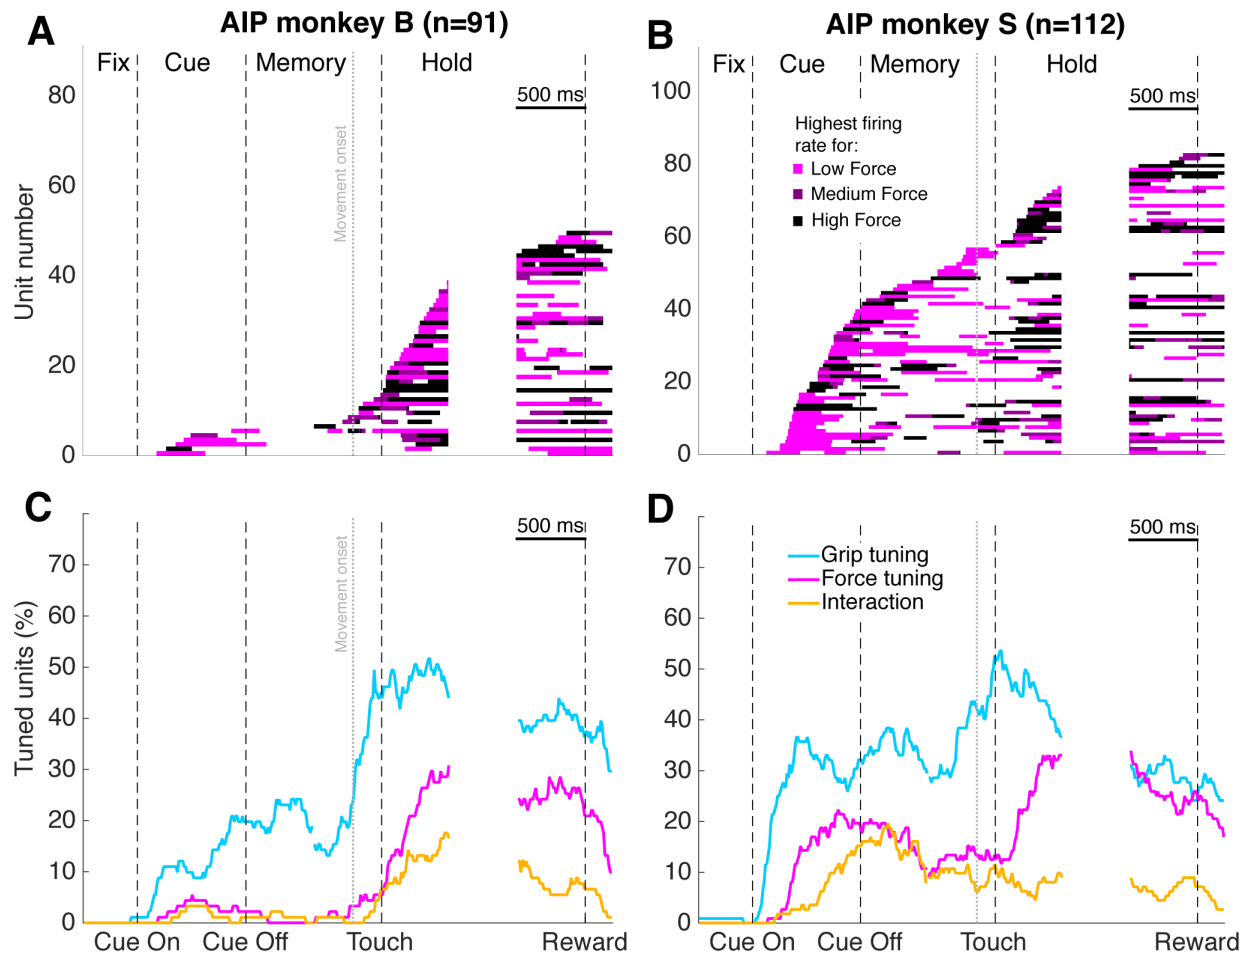 A
AIP monkey B (n=91)
Fix
Cue
Memory
Hold
500 ms
Movement onset
Unit number
80
60
40
20
0
B
AIP monkey S (n=112)
Fix
Cue
Memory
Hold
500 ms
Highest firing
rate for:
Low Force
Medium Force
High Force
100
80
60
40
20
0
C
500 ms
Movement onset
Tuned units (%)
70
60
50
40
30
20
10
0
Cue On
Cue Off
Touch
Reward
D
500 ms
Grip tuning
Force tuning
Interaction
70
60
50
40
30
20
10
0
Cue On
Cue Off
Touch
Reward